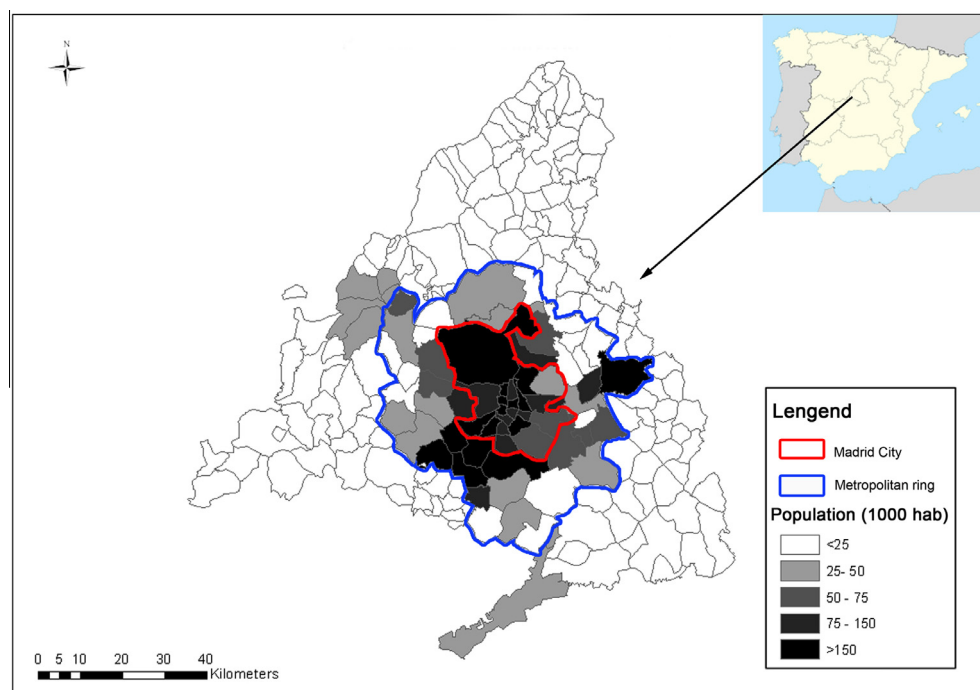 N
Lengend
Madrid City
Metropolitan ring
Population (1000 hab)
<25
25- 50
50 - 75
75 - 150
>150
0 5 10 20 30 40
Kilometers